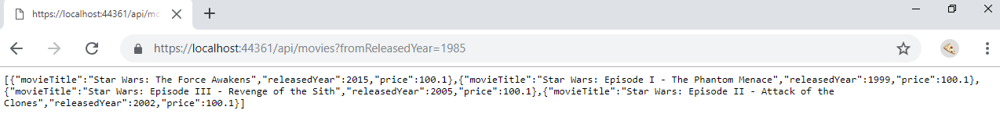 https://localhost:44361/api/mo
https://localhost:44361/api/movies?fromReleasedYear=1985
[{"movieTitle":"Star Wars: The Force Awakens","releasedYear":2015,"price":100.1},{"movieTitle":"Star Wars: Episode I - The Phantom Menace","releasedYear":1999,"price":100.1},
{"movieTitle":"Star Wars: Episode III - Revenge of the Sith","releasedYear":2005,"price":100.1},{"movieTitle":"Star Wars: Episode II - Attack of the
Clones","releasedYear":2002,"price":100.1}]